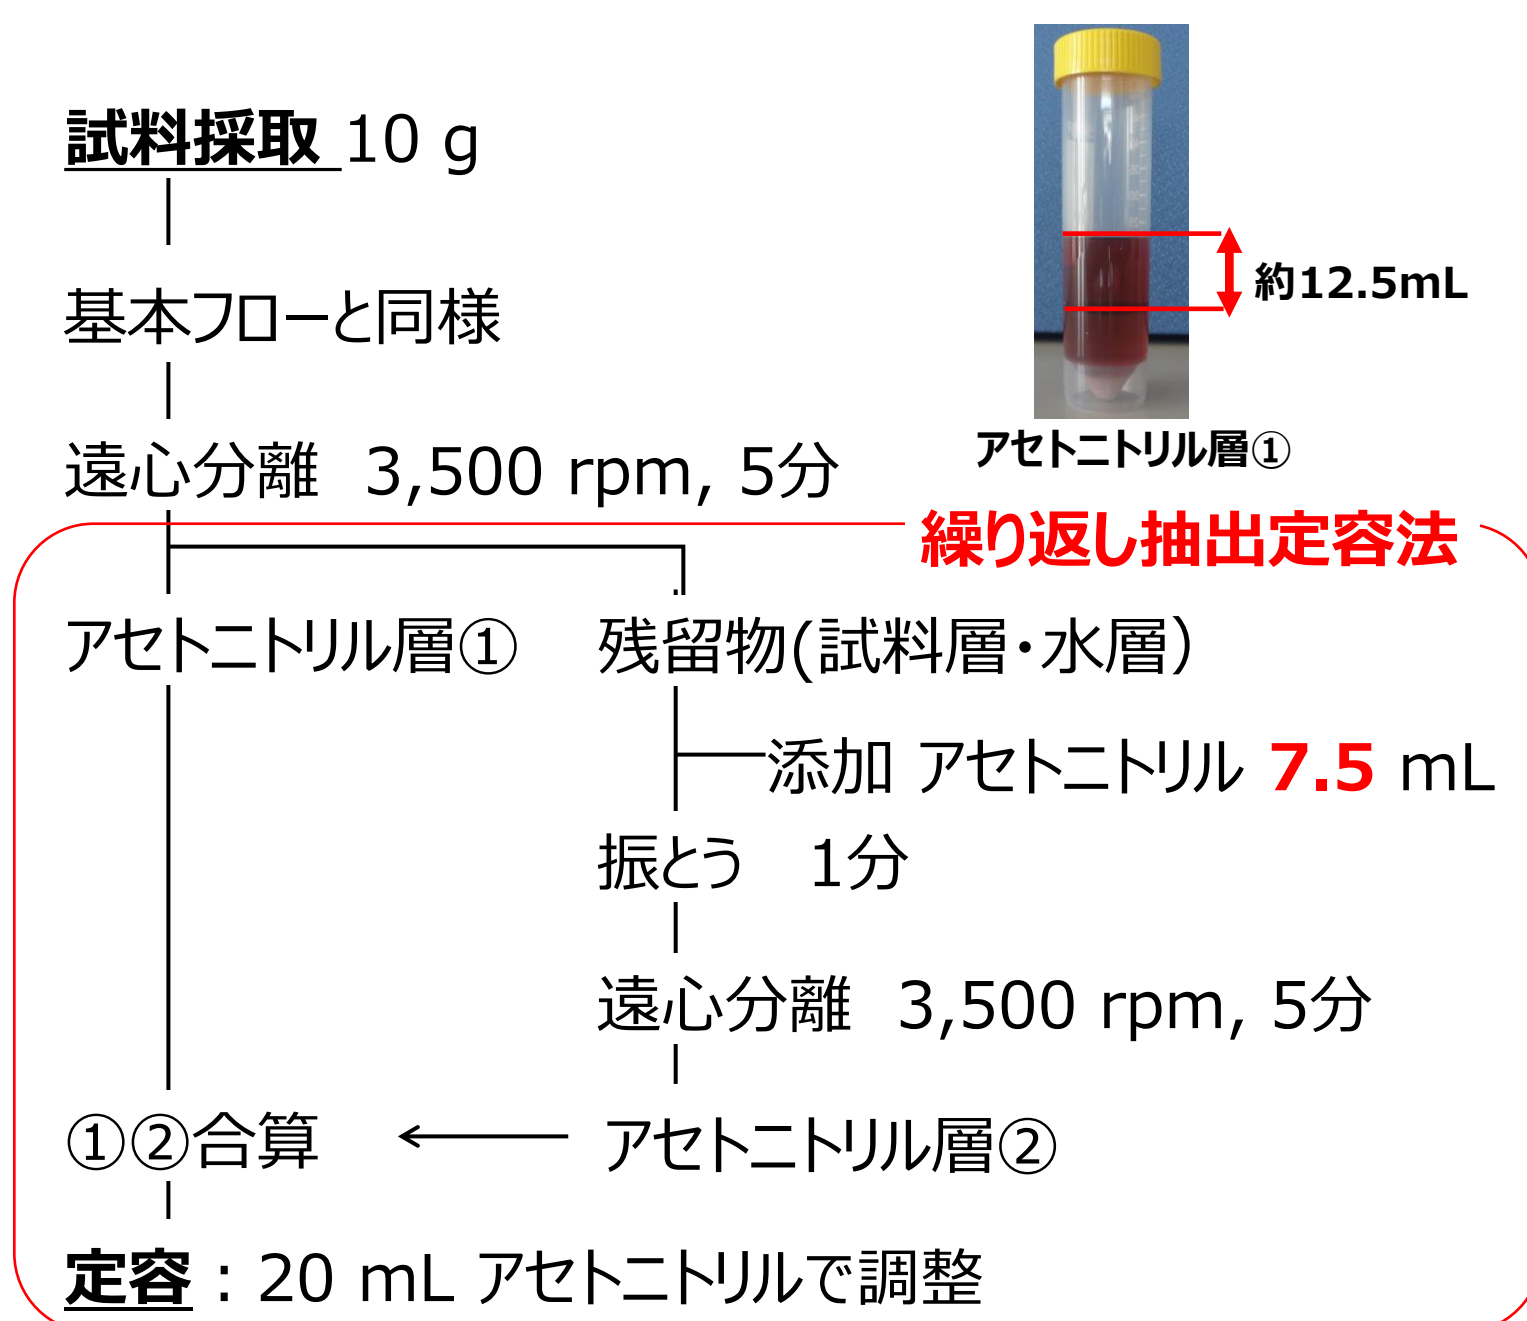 試料採取 10 g
約12.5mL
基本フローと同様
アセトニトリル層①
遠心分離 3,500 rpm, 5分
繰り返し抽出定容法
アセトニトリル層① 残留物(試料層・水層）
添加 アセトニトリル 7.5 mL
振とう 1分
遠心分離 3,500 rpm, 5分
①②合算 アセトニトリル層②
定容：20 mL アセトニトリルで調整